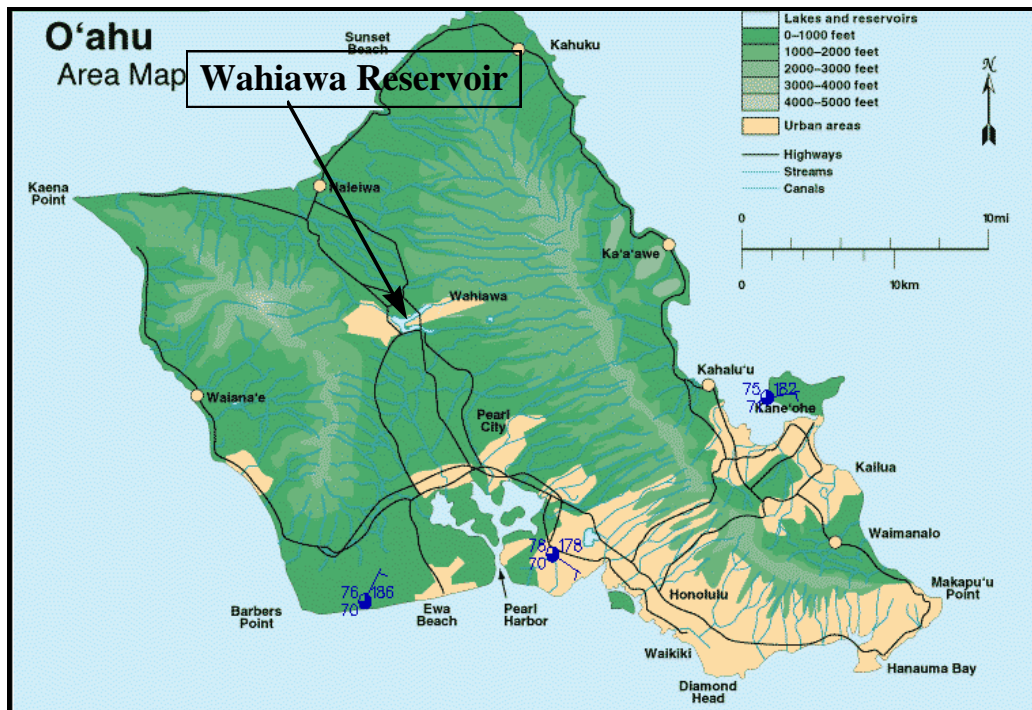 O‘ahu
Area Map
Wahiawa Reservoir
Sunset
Beach
Kahuku
Lakes and reservoirs
0–1000 feet
1000–2000 feet
2000–3000 feet
3000–4000 feet
4000–5000 feet
Urban areas
Highways
Streams
Canals
N
0
10mi
0
10km
Kaena
Point
Haleiwa
Ka‘a‘awe
Wahiawa
Waiana‘e
Pearl
City
Kahalu‘u
75 182
Kane‘ohe
Kailua
Waimanalo
Makapu‘u
Point
78 178
70
76 186
70
Barbers
Point
Ewa
Beach
Pearl
Harbor
Honolulu
Waikiki
Diamond
Head
Hanauma Bay